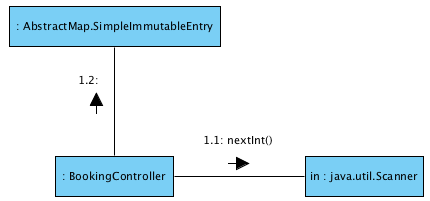 : AbstractMap.SimpleImmutableEntry
1.2:
1.1: nextInt()
: BookingController
in : java.util.Scanner